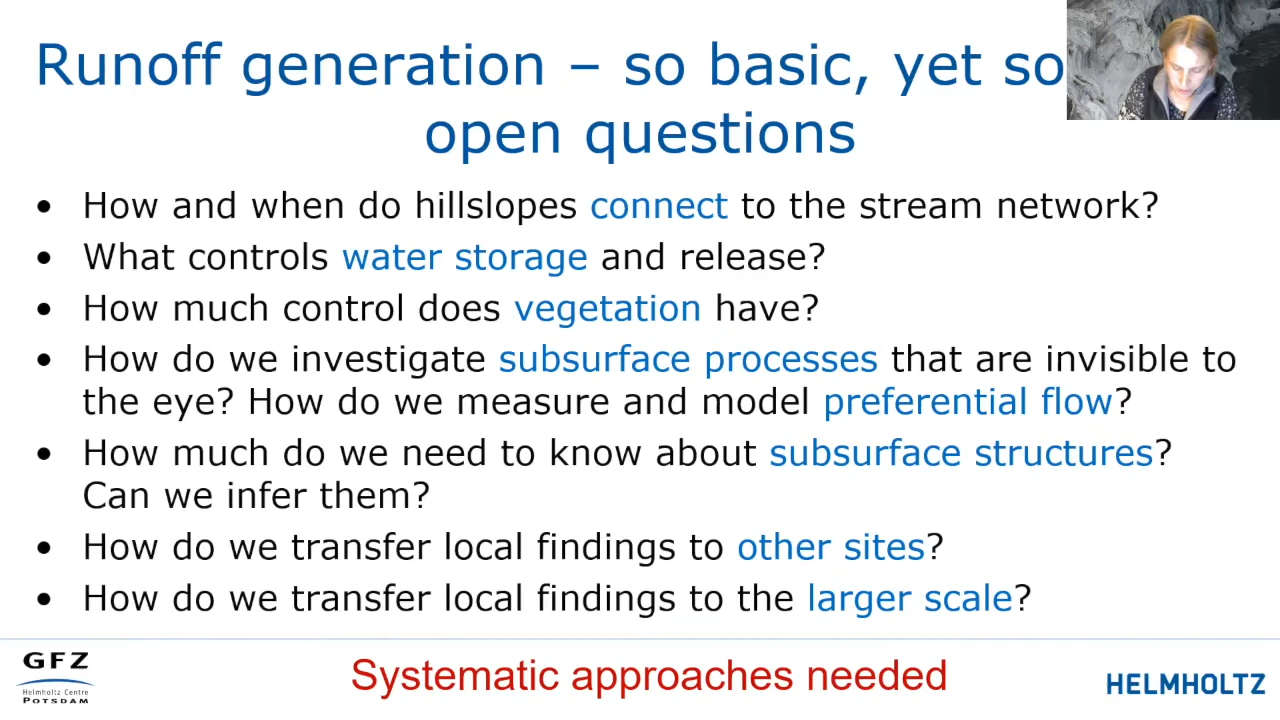 Runoff generation – so basic, yet so
open questions
• How and when do hillslopes connect to the stream network?
• What controls water storage and release?
• How much control does vegetation have?
• How do we investigate subsurface processes that are invisible to
the eye? How do we measure and model preferential flow?
• How much do we need to know about subsurface structures?
Can we infer them?
• How do we transfer local findings to other sites?
• How do we transfer local findings to the larger scale?
GFZ
Helmholtz Centre
POTSDAM
Systematic approaches needed
HELMHOLTZ